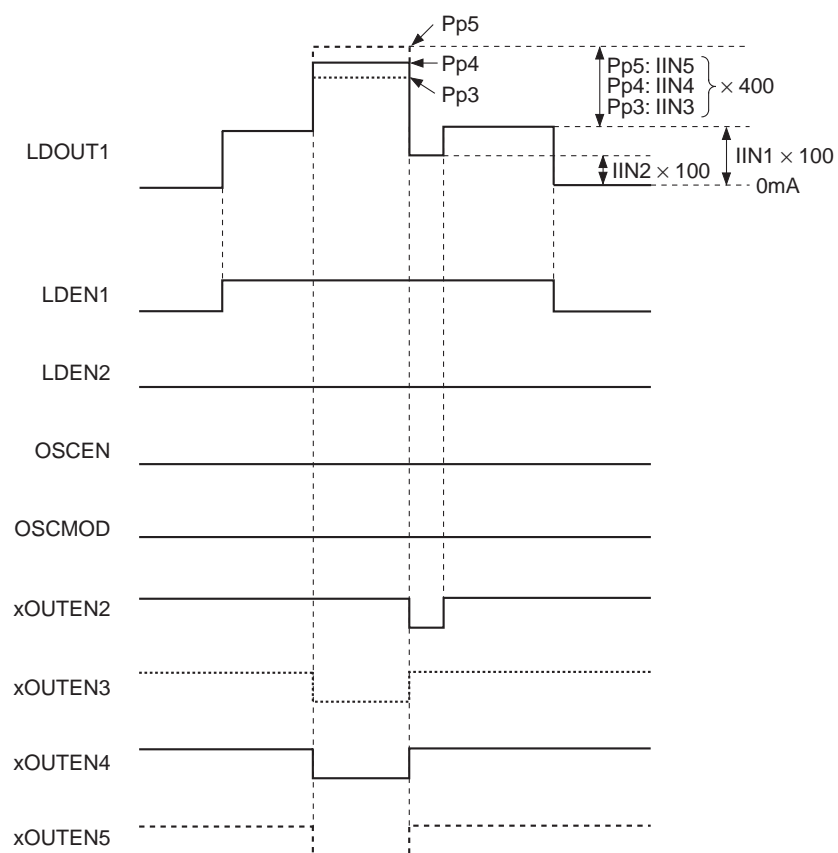 Pp5
Pp4
Pp3
Pp5: IIN5
Pp4: IIN4
Pp3: IIN3
× 400
LDOUT1
IIN1 × 100
IIN2 × 100
0mA
LDEN1
LDEN2
OSCEN
OSCMOD
xOUTEN2
xOUTEN3
xOUTEN4
xOUTEN5